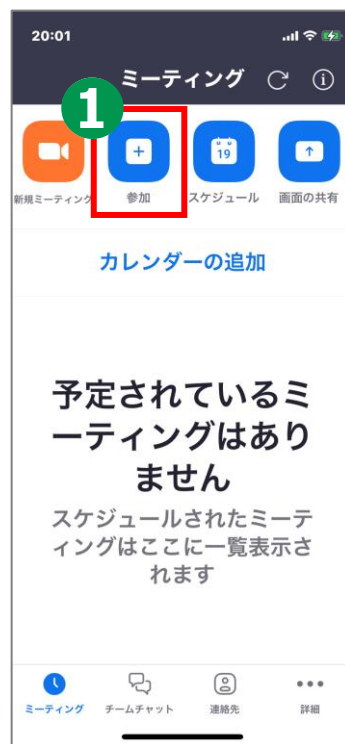 20:01
ミーティング
1
19
新規ミーティング
参加
スケジュール
画面の共有
カレンダーの追加
予定されているミ
ーティングはあり
ません
スケジュールされたミーテ
ィングはここに一覧表示さ
れます
ミーティング
チームチャット
連絡先
詳細